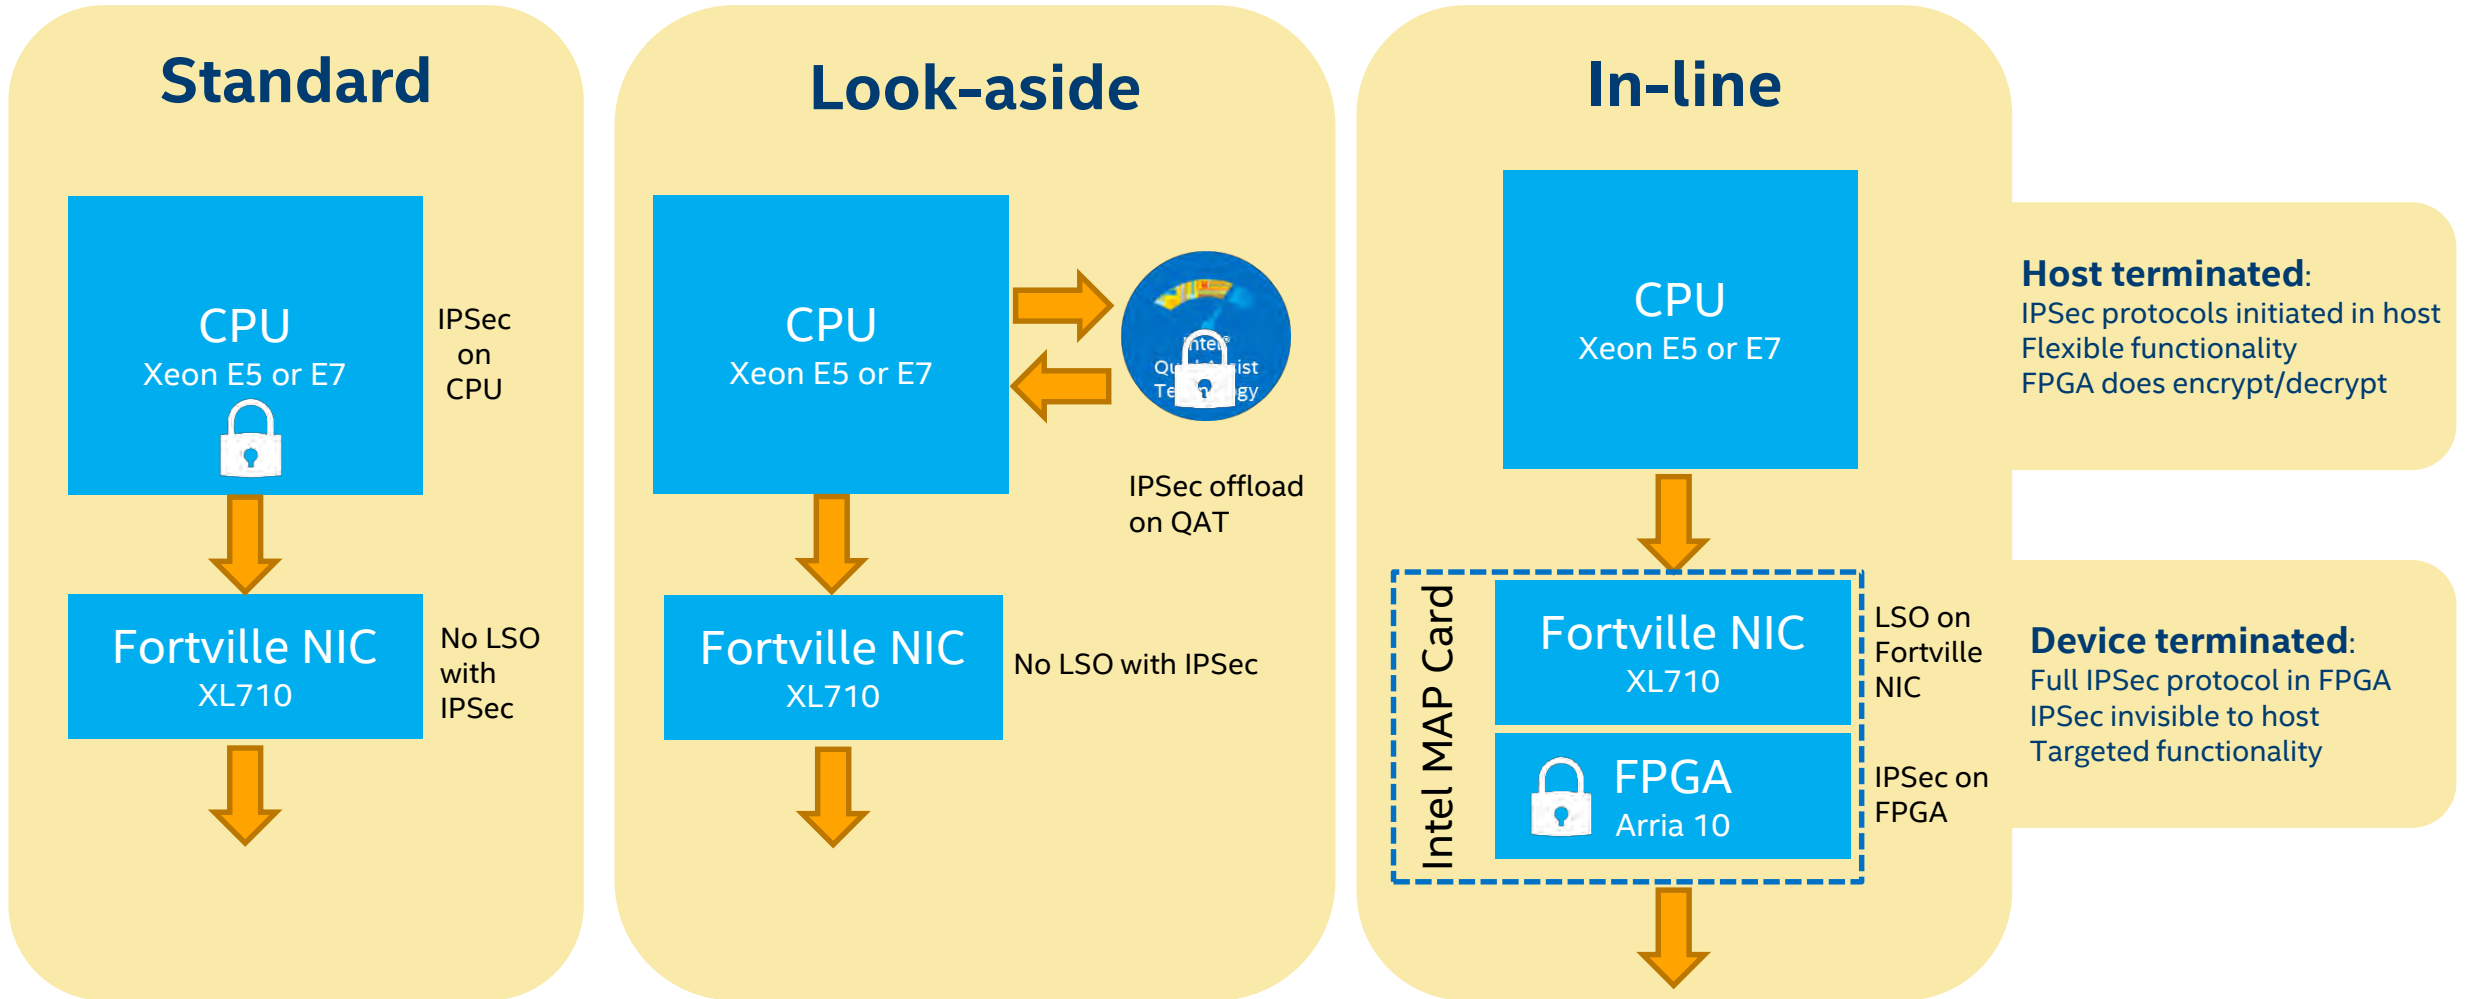 Standard
CPU
Xeon E5 or E7
IPSec
on
CPU
Fortville NIC
XL710
No LSO
with
IPSec
Look-aside
CPU
Xeon E5 or E7
IPSec offload
on QAT
Fortville NIC
XL710
No LSO with IPSec
In-line
CPU
Xeon E5 or E7
Intel MAP Card
Fortville NIC
XL710
LSO on
Fortville
NIC
FPGA
Arria 10
IPSec on
FPGA
Host terminated:
IPSec protocols initiated in host
Flexible functionality
FPGA does encrypt/decrypt
Device terminated:
Full IPSec protocol in FPGA
IPSec invisible to host
Targeted functionality